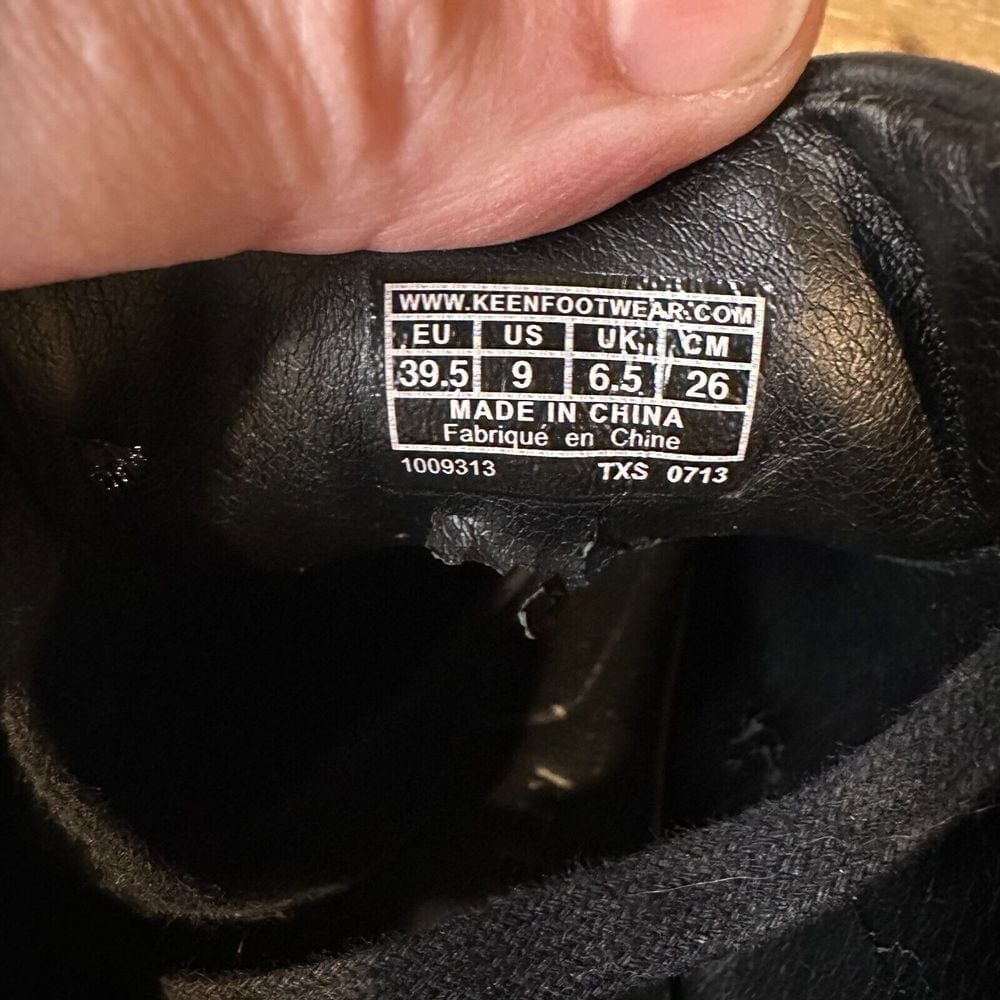 WWW.KEENFOOTWEAR.COM
EU US UK CM
39.5 9 6.5 26
MADE IN CHINA
Fabriqué en Chine
1009313 TXS 0713